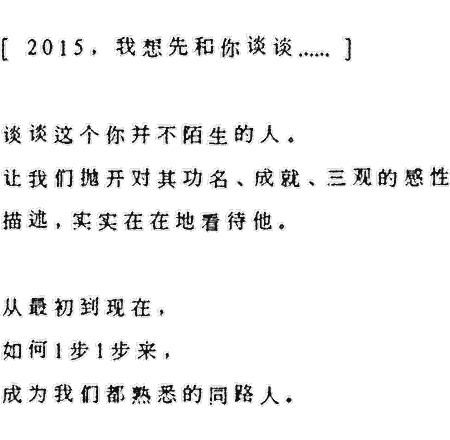 [ 2015，我想先和你谈谈…… ]
谈谈这个你并不陌生的人。
让我们抛开对其功名、成就、三观的感性
描述，实实在在地看待他。
从最初到现在，
如何1步1步来，
成为我们都熟悉的同路人。